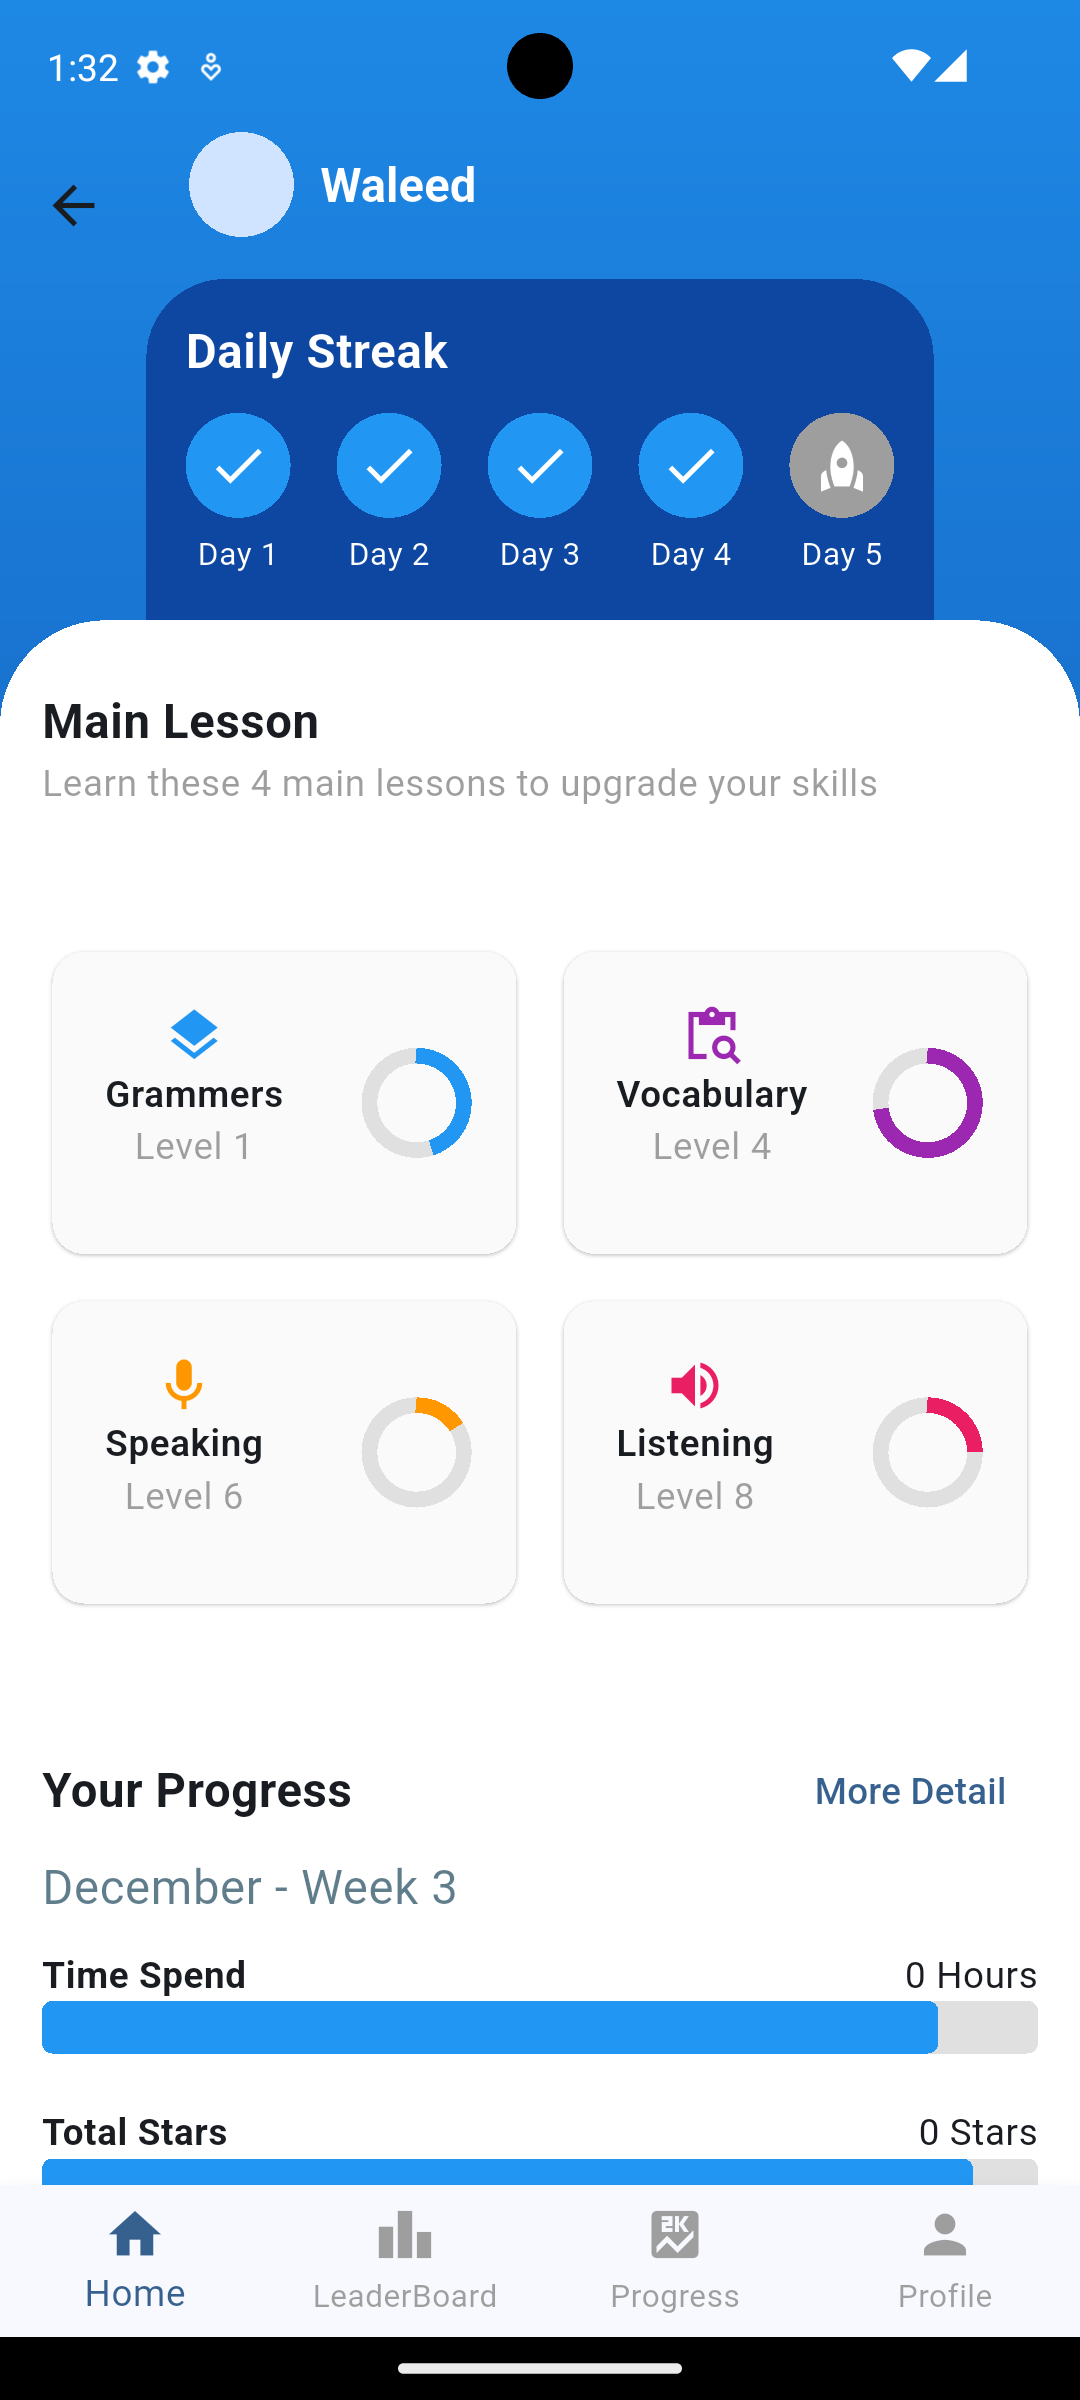 1:32
Waleed
Daily Streak
Day 1 Day 2 Day 3 Day 4 Day 5
Main Lesson
Learn these 4 main lessons to upgrade your skills
Grammers
Level 1
Vocabulary
Level 4
Speaking
Level 6
Listening
Level 8
Your Progress More Detail
December - Week 3
Time Spend 0 Hours
Total Stars 0 Stars
Home LeaderBoard Progress Profile